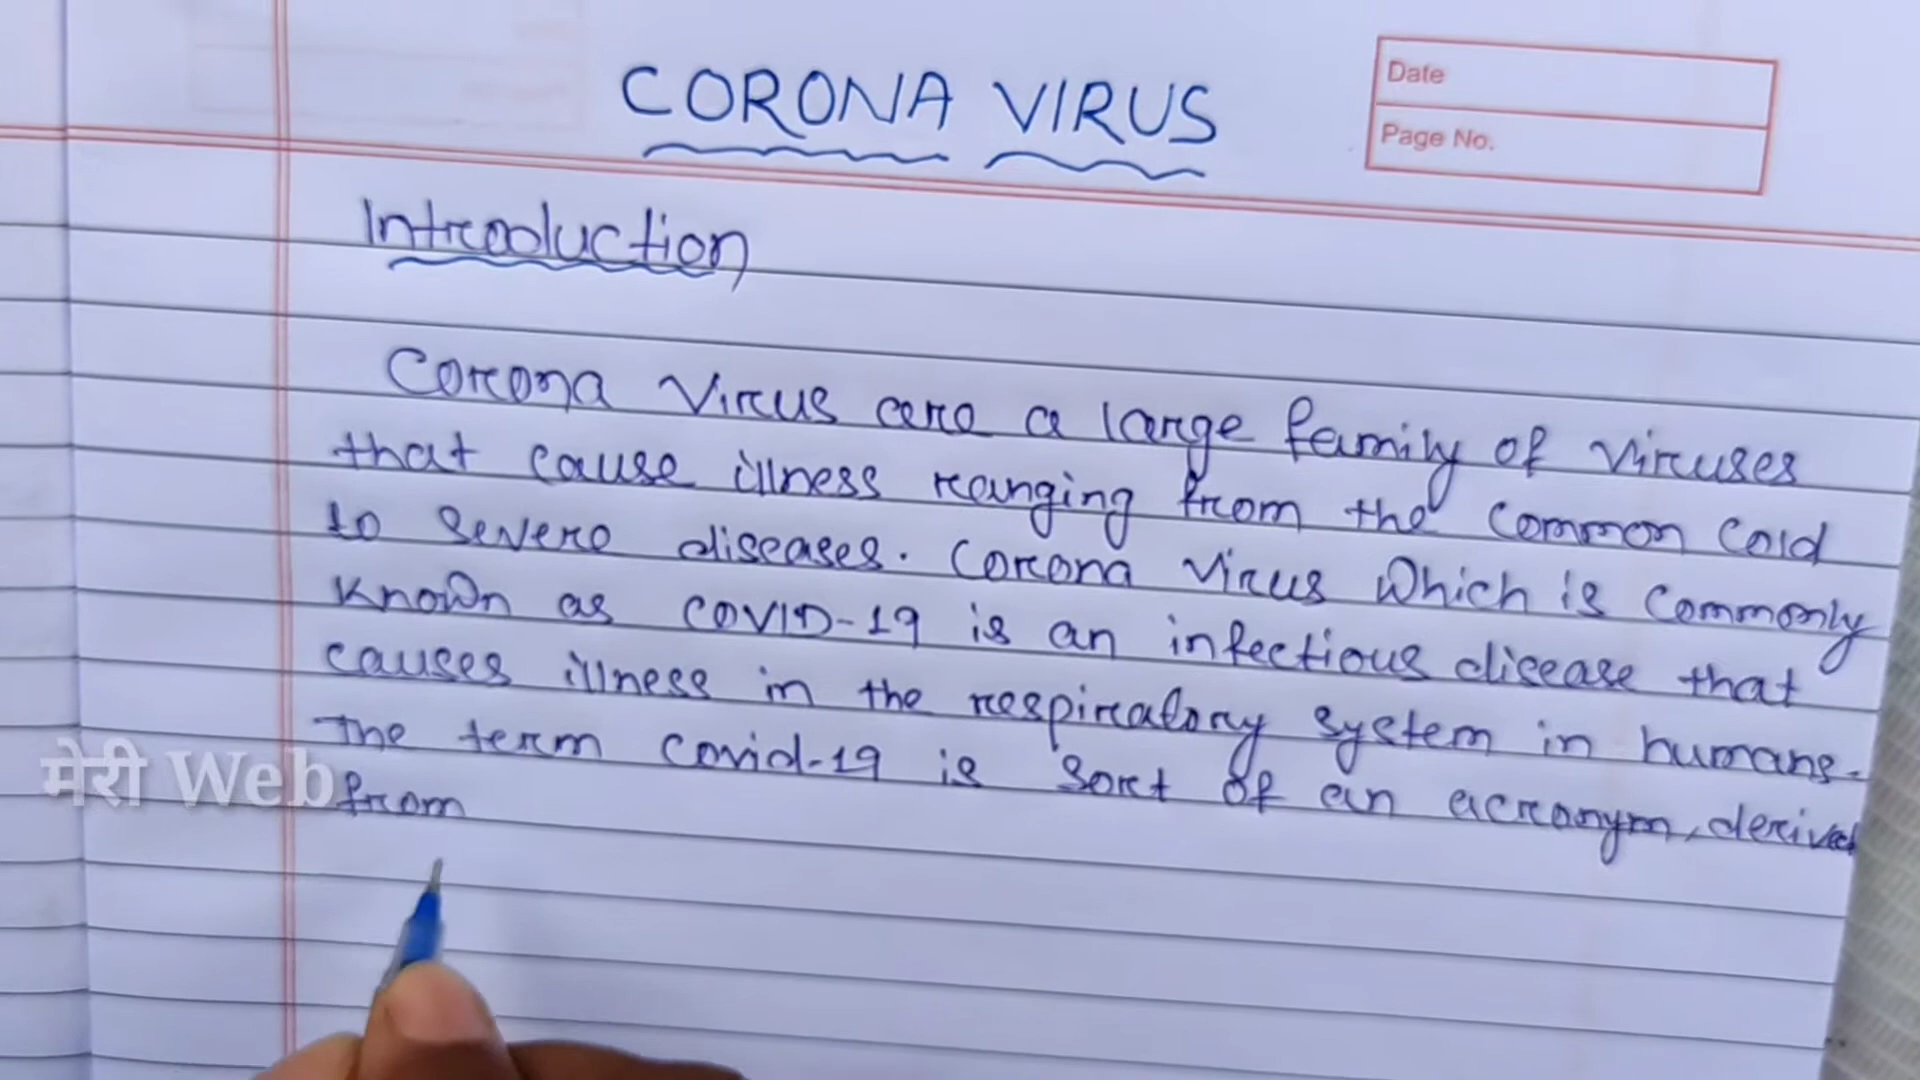 CORONA VIRUS
Date
Page No.
Introduction
Corona Virus are a large family of viruses
that cause illness ranging from the common cold
to severe diseases. Corona virus which is commonly
known as COVID-19 is an infectious disease that
causes illness in the respiratory system in humans.
The term Covid-19 is sort of an acronym, derived
from
मेरी Web